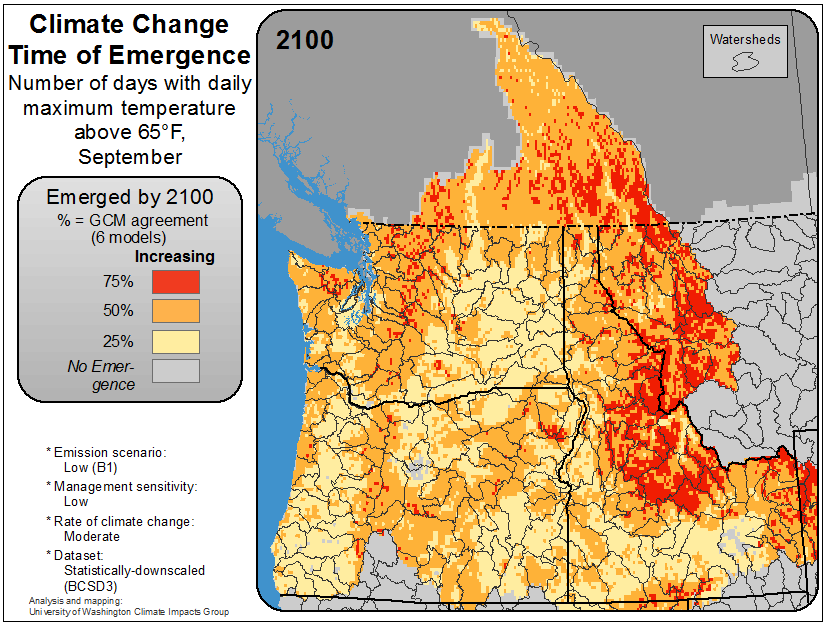 Climate Change
Time of Emergence
Number of days with daily
maximum temperature
above 65°F,
September
Emerged by 2100
% = GCM agreement
(6 models)
Increasing
75%
50%
25%
No Emer-
gence
* Emission scenario:
Low (B1)
* Management sensitivity:
Low
* Rate of climate change:
Moderate
* Dataset:
Statistically-downscaled
(BCSD3)
Analysis and mapping:
University of Washington Climate Impacts Group
2100
Watersheds